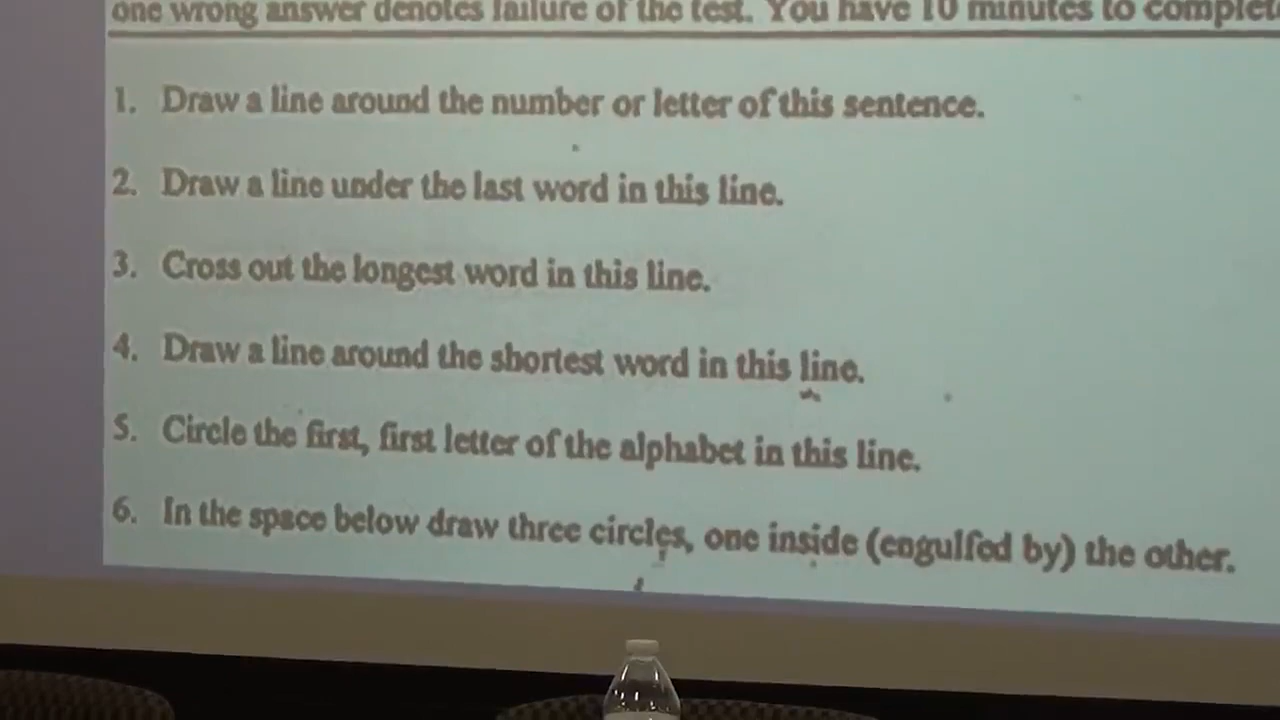 one wrong answer denotes failure of the test. You have 10 minutes to complet
1. Draw a line around the number or letter of this sentence.
2. Draw a line under the last word in this line.
3. Cross out the longest word in this line.
4. Draw a line around the shortest word in this line.
5. Circle the first, first letter of the alphabet in this line.
6. In the space below draw three circles, one inside (engulfed by) the other.